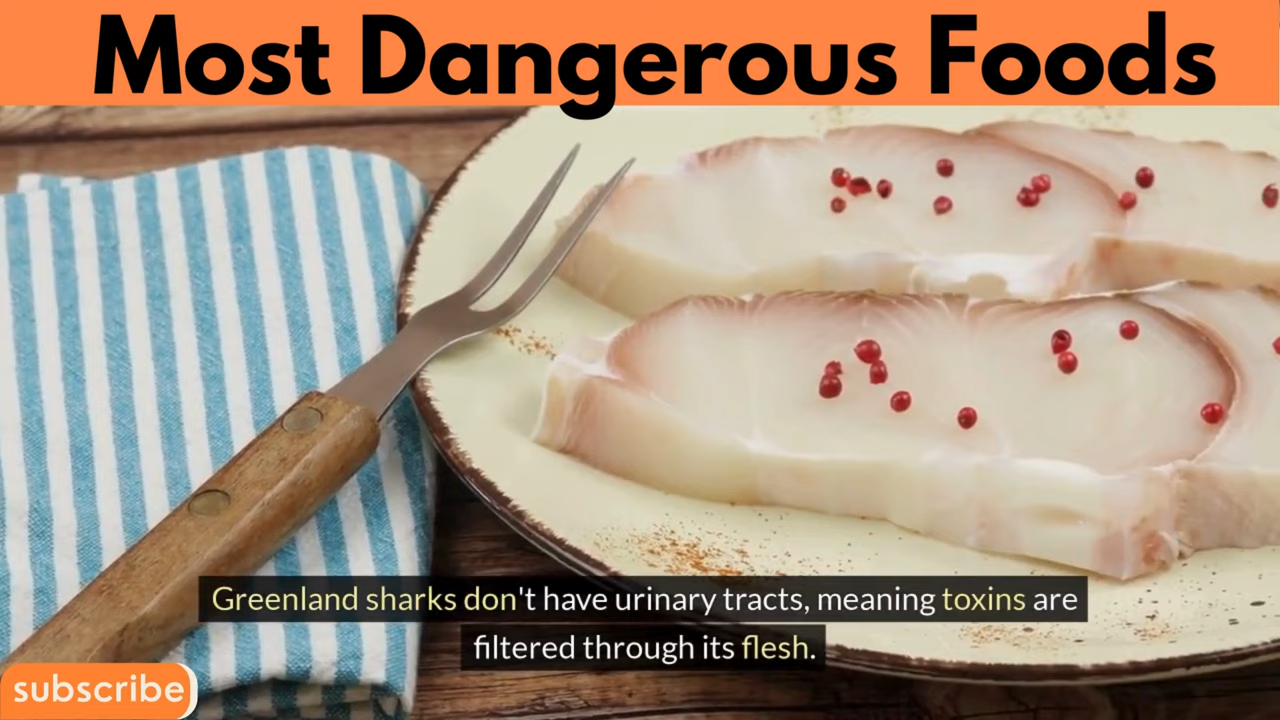 Most Dangerous Foods
Greenland sharks don't have urinary tracts, meaning toxins are
filtered through its flesh.
subscribe